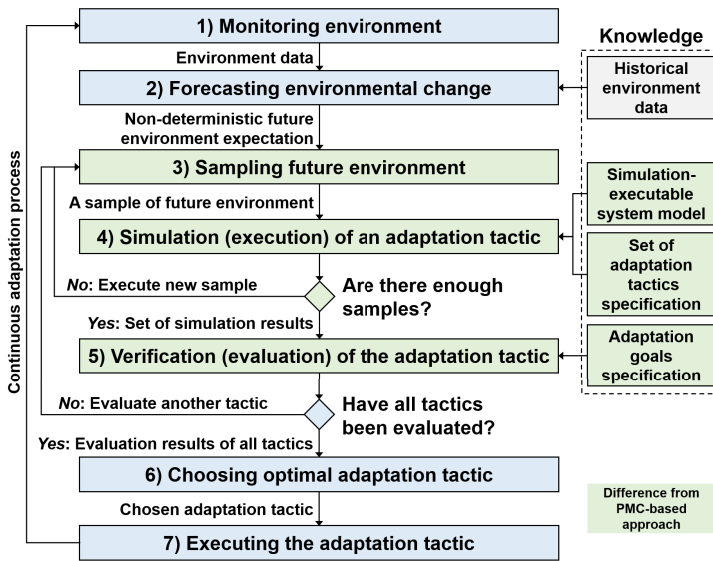 1) Monitoring environment
Knowledge
Environment data
Historical
environment
data
2) Forecasting environmental change
Non-deterministic future
environment expectation
3) Sampling future environment
Simulation-
executable
system model
A sample of future environment
4) Simulation (execution) of an adaptation tactic
Set of
adaptation
tactics
specification
No: Execute new sample
Are there enough
samples?
Yes: Set of simulation results
5) Verification (evaluation) of the adaptation tactic
Adaptation
goals
specification
No: Evaluate another tactic
Have all tactics
been evaluated?
Yes: Evaluation results of all tactics
6) Choosing optimal adaptation tactic
Chosen adaptation tactic
7) Executing the adaptation tactic
Difference from
PMC-based
approach
Continuous adaptation process